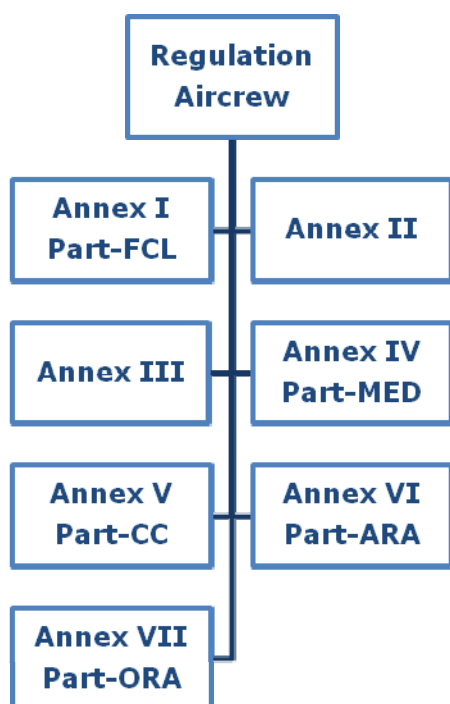 Regulation
Aircrew
Annex I
Part-FCL
Annex II
Annex III
Annex IV
Part-MED
Annex V
Part-CC
Annex VI
Part-ARA
Annex VII
Part-ORA